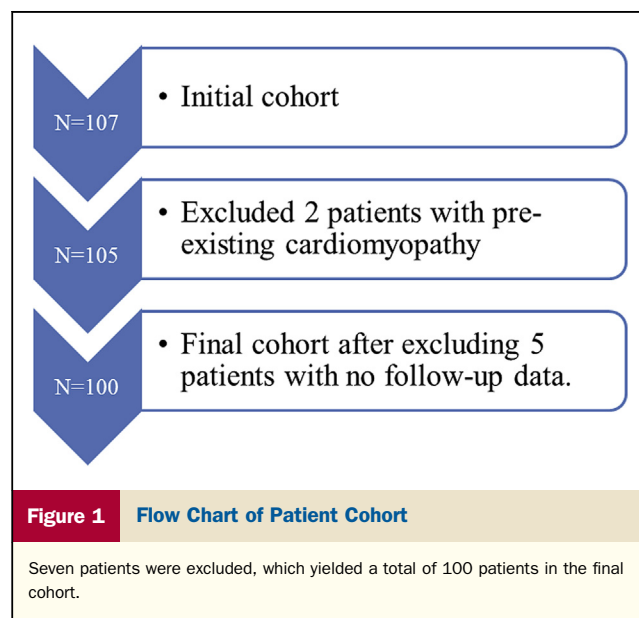 N=107
• Initial cohort
N=105
• Excluded 2 patients with pre-
existing cardiomyopathy
N=100
• Final cohort after excluding 5
patients with no follow-up data.
Figure 1 Flow Chart of Patient Cohort
Seven patients were excluded, which yielded a total of 100 patients in the final
cohort.